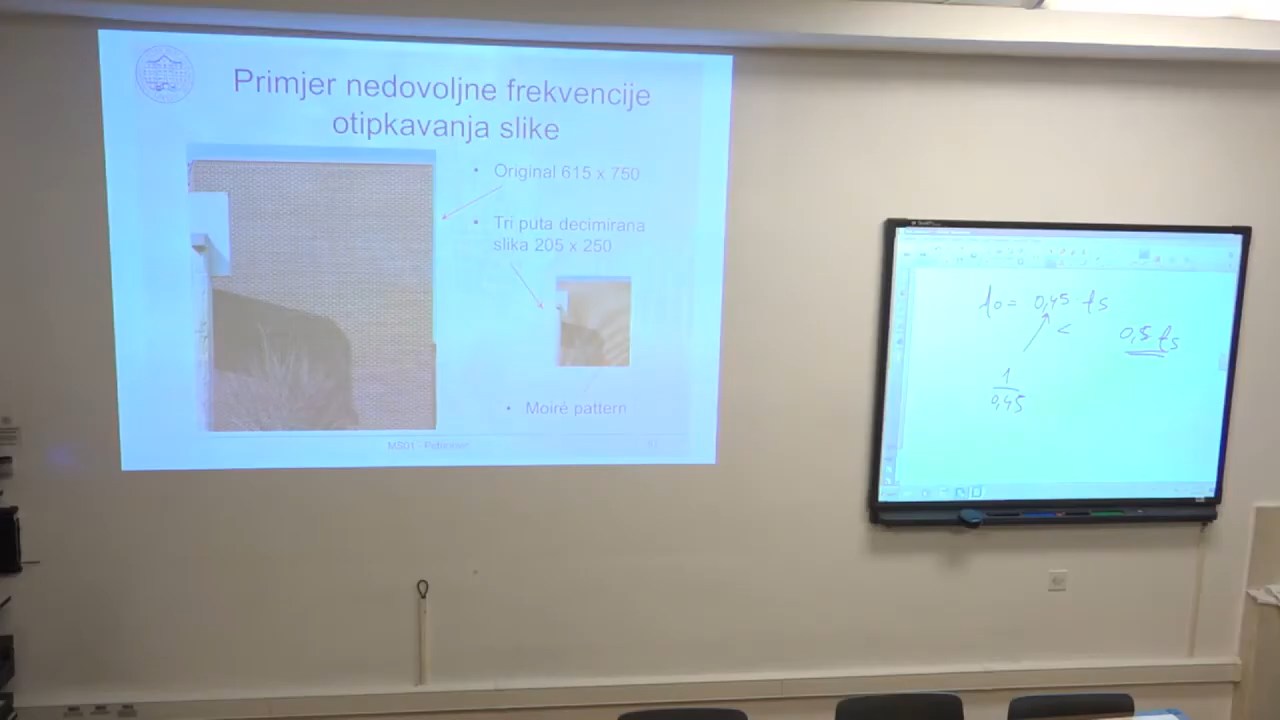 Primjer nedovoljne frekvencije
otipkavanja slike
• Original 615 x 750
• Tri puta decimirana
slika 205 x 250
• Moiré pattern
f0 = 0,45 fs
<
0,5 fs
1
0,45